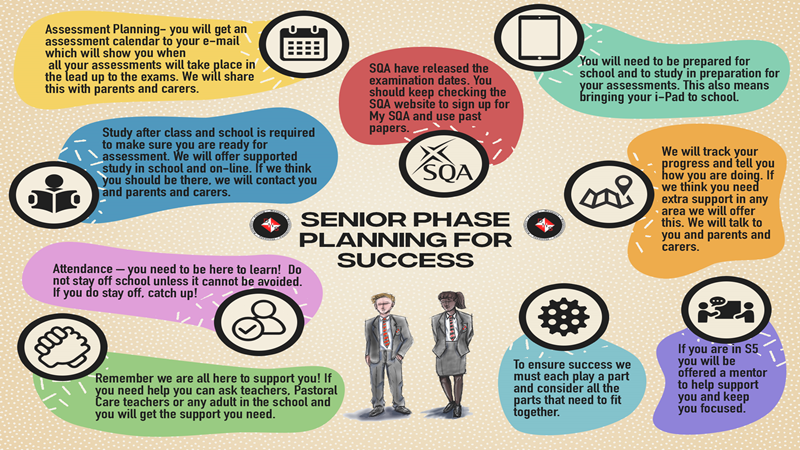 Assessment Planning– you will get an
assessment calendar to your e-mail
which will show you when
all your assessments will take place in
the lead up to the exams. We will share
this with parents and carers.
SQA have released the
examination dates. You
should keep checking the
SQA website to sign up for
My SQA and use past
papers.
SQA
You will need to be prepared for
school and to study in preparation for
your assessments. This also means
bringing your i-Pad to school.
Study after class and school is required
to make sure you are ready for
assessment. We will offer supported
study in school and on-line. If we think
you should be there, we will contact you
and parents and carers.
We will track your
progress and tell you
how you are doing. If
we think you need
extra support in any
area we will offer
this. We will talk to
you and parents and
carers.
SENIOR PHASE
PLANNING FOR
SUCCESS
Attendance – you need to be here to learn! Do
not stay off school unless it cannot be avoided.
If you do stay off, catch up!
Remember we are all here to support you! If
you need help you can ask teachers, Pastoral
Care teachers or any adult in the school and
you will get the support you need.
To ensure success we
must each play a part
and consider all the
parts that need to fit
together.
If you are in S5
you will be
offered a mentor
to help support
you and keep
you focused.